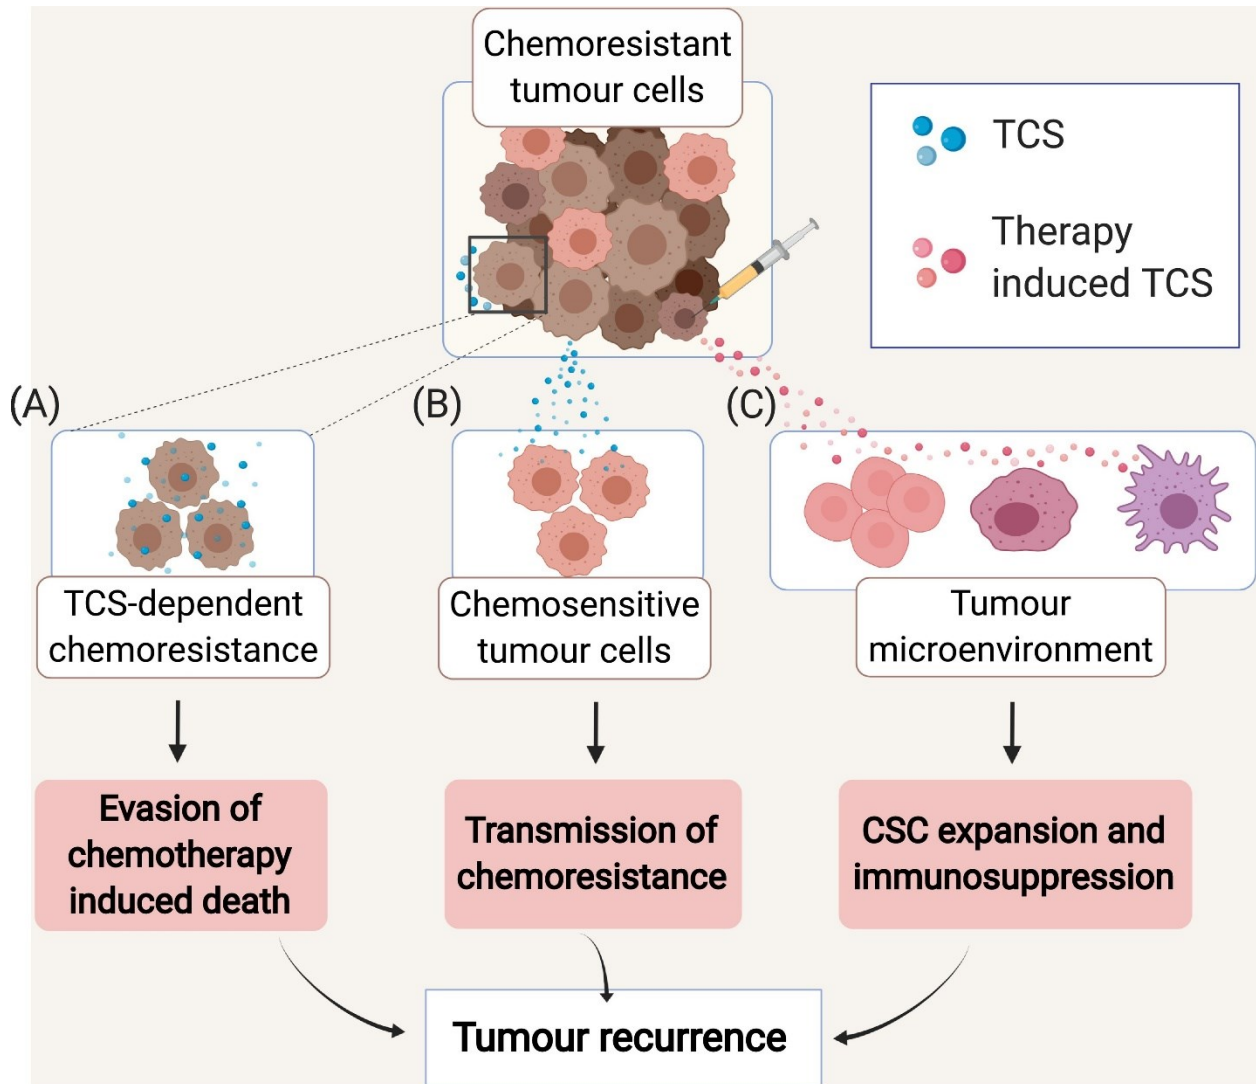 Chemoresistant
tumour cells
TCS
Therapy
induced TCS
(A)
(B)
(C)
TCS-dependent
chemoresistance
Chemosensitive
tumour cells
Tumour
microenvironment
Evasion of
chemotherapy
induced death
Transmission of
chemoresistance
CSC expansion and
immunosuppression
Tumour recurrence